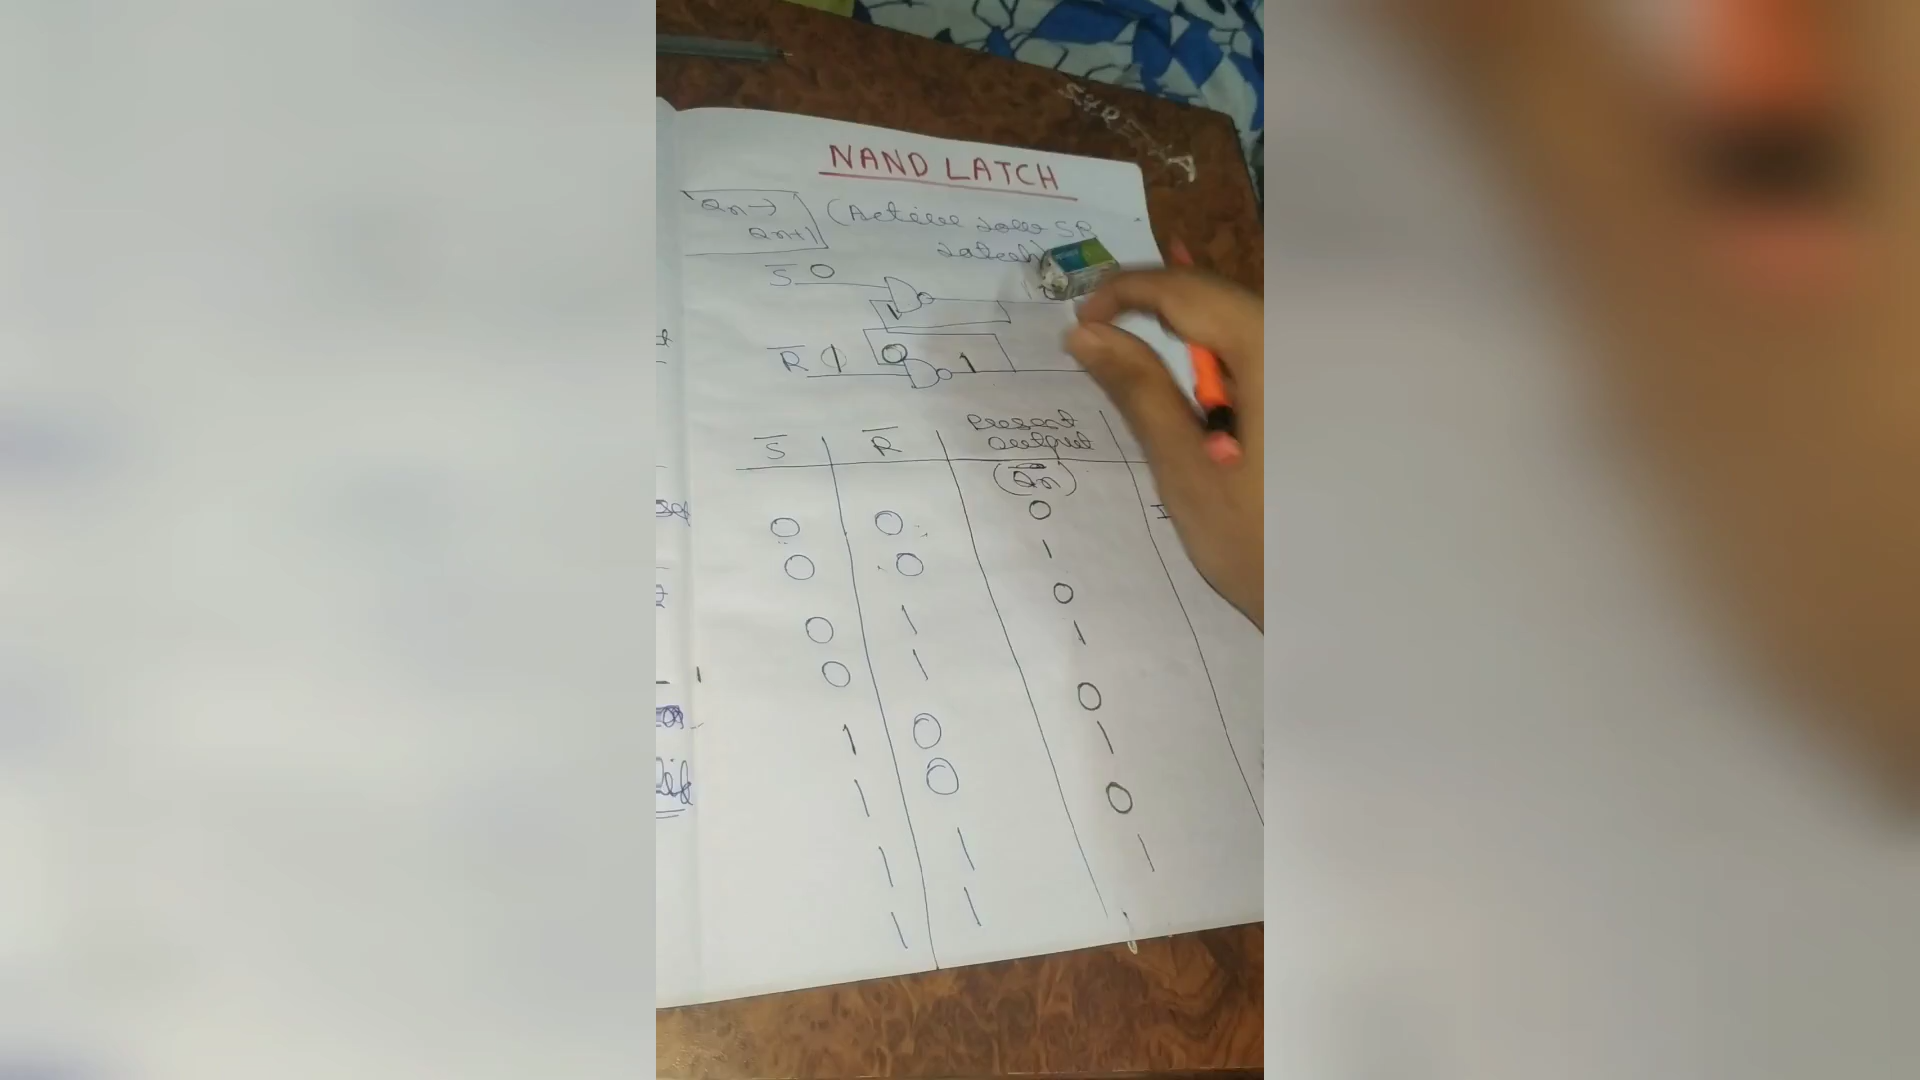 NAND LATCH
Qn→
Qn+1
(Active low SR
latch)
S̅ 0
1
R̅ 1 0 1
S̅ R̅ Present
output
(Qn)
0 0 0
0 0 1
0 1 0
0 1 1
1 0 0
1 0 1
1 1 0
1 1 1